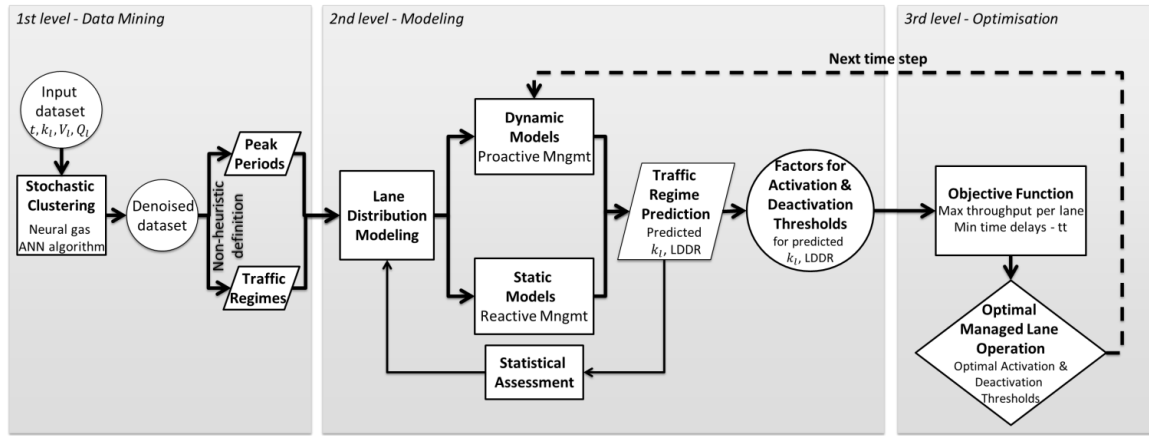 1st level - Data Mining
Input
dataset
t, k_l, V_l, Q_l
Stochastic
Clustering
Neural gas
ANN algorithm
Denoised
dataset
Non-heuristic
definition
Peak
Periods
Traffic
Regimes
2nd level - Modeling
Lane
Distribution
Modeling
Dynamic
Models
Proactive Mngmt
Static
Models
Reactive Mngmt
Statistical
Assessment
Traffic
Regime
Prediction
Predicted
k_l, LDDR
Factors for
Activation &
Deactivation
Thresholds
for predicted
k_l, LDDR
3rd level - Optimisation
Next time step
Objective Function
Max throughput per lane
Min time delays - tt
Optimal
Managed Lane
Operation
Optimal Activation &
Deactivation
Thresholds